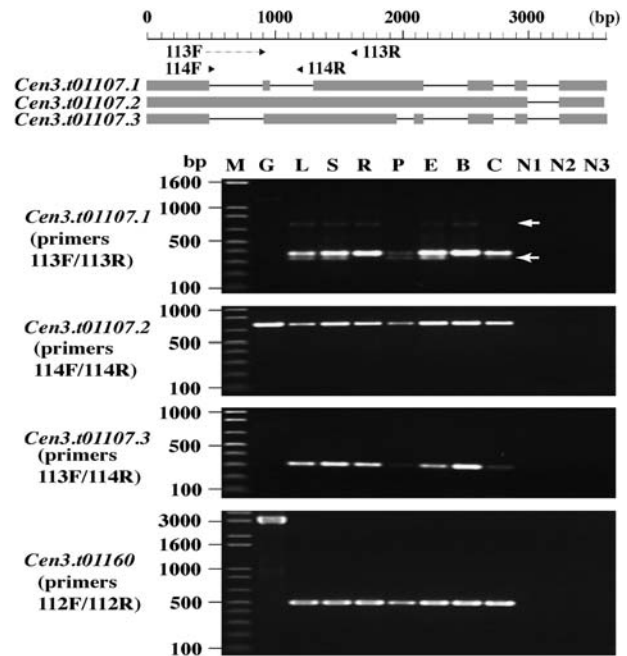 0 1000 2000 3000 (bp)
113F 113R
114F 114R
Cen3.t01107.1
Cen3.t01107.2
Cen3.t01107.3
bp M G L S R P E B C N1 N2 N3
1600
1000
Cen3.t01107.1
(primers
113F/113R)
500
100
1000
Cen3.t01107.2
(primers
114F/114R)
500
100
1000
Cen3.t01107.3
(primers
113F/114R)
500
100
3000
1600
Cen3.t01160
(primers
112F/112R)
1000
500
100